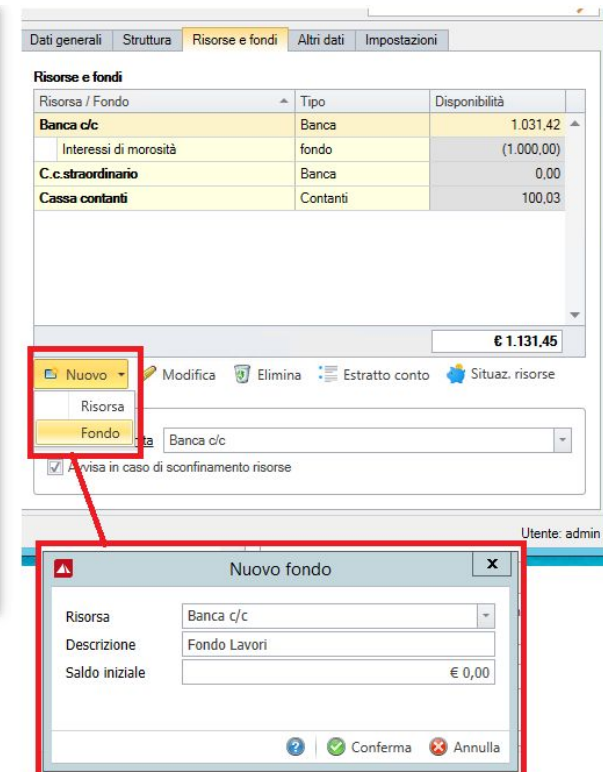 Dati generali Struttura Risorse e fondi Altri dati Impostazioni
Risorse e fondi
Risorsa / Fondo Tipo Disponibilità
Banca c/c Banca 1.031,42
Interessi di morosità fondo (1.000,00)
C.c.straordinario Banca 0,00
Cassa contanti Contanti 100,03
€ 1.131,45
Nuovo Modifica Elimina Estratto conto Situaz. risorse
Risorsa
Fondo Banca c/c
Avvisa in caso di sconfinamento risorse
Utente: admin
Nuovo fondo x
Risorsa Banca c/c
Descrizione Fondo Lavori
Saldo iniziale € 0,00
? Conferma Annulla